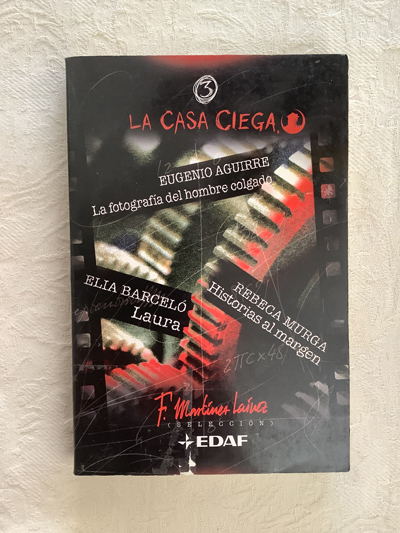 3
LA CASA CIEGA
EUGENIO AGUIRRE
La fotografía del hombre colgado
ELIA BARCELÓ
Laura
REBECA MURGA
Historias al margen
2πc×45
F. Martínez Laínez
(SELECCIÓN)
EDAF